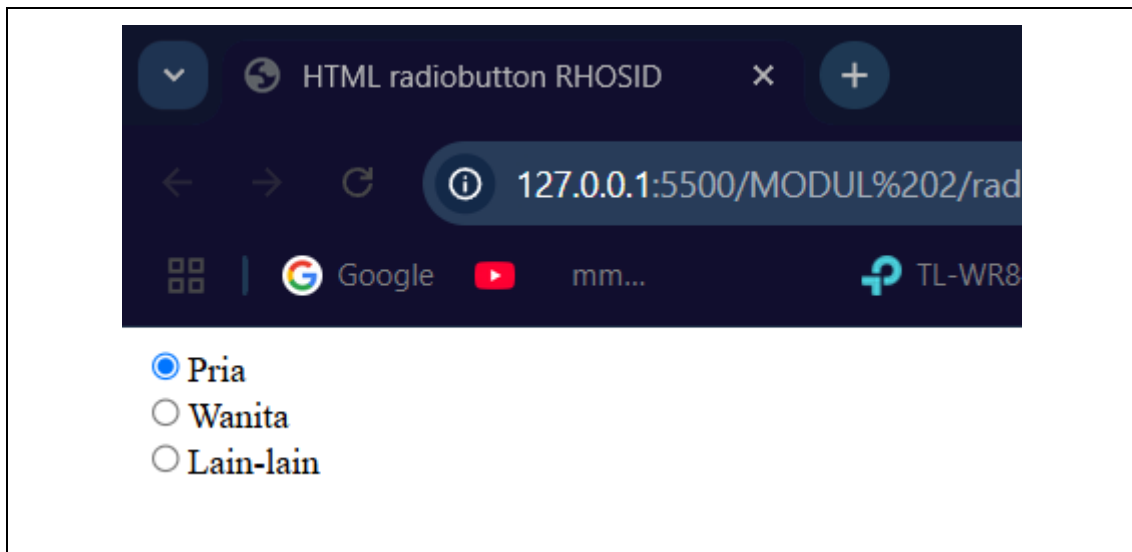 HTML radiobutton RHOSID
127.0.0.1:5500/MODUL%202/rad
Google mm... TL-WR8
Pria
Wanita
Lain-lain